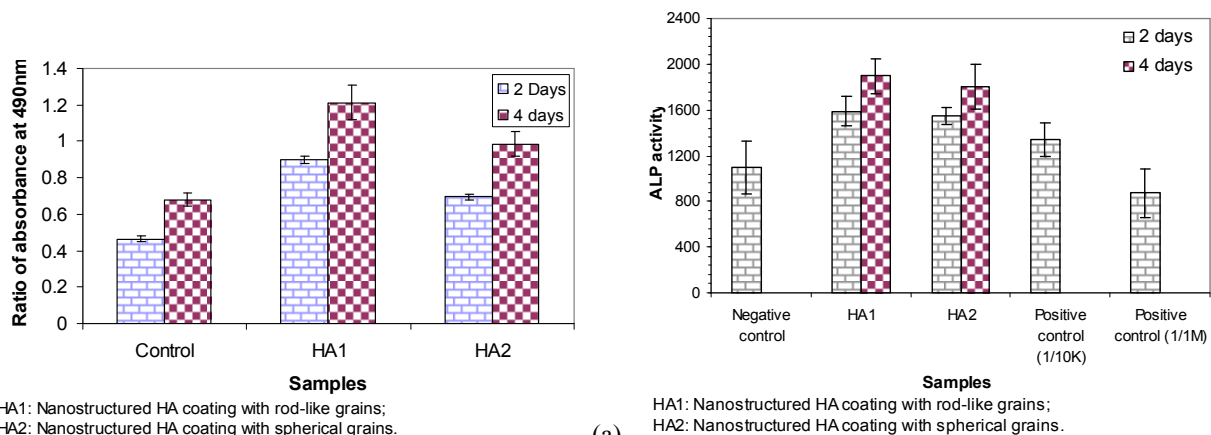 Ratio of absorbance at 490nm
1.4
1.2
1
0.8
0.6
0.4
0.2
0
2 Days
4 days
Control
HA1
HA2
Samples
HA1: Nanostructured HA coating with rod-like grains;
HA2: Nanostructured HA coating with spherical grains.
(a)
ALP activity
2400
2000
1600
1200
800
400
0
2 days
4 days
Negative
control
HA1
HA2
Positive
control
(1/10K)
Positive
control (1/1M)
Samples
HA1: Nanostructured HA coating with rod-like grains;
HA2: Nanostructured HA coating with spherical grains.